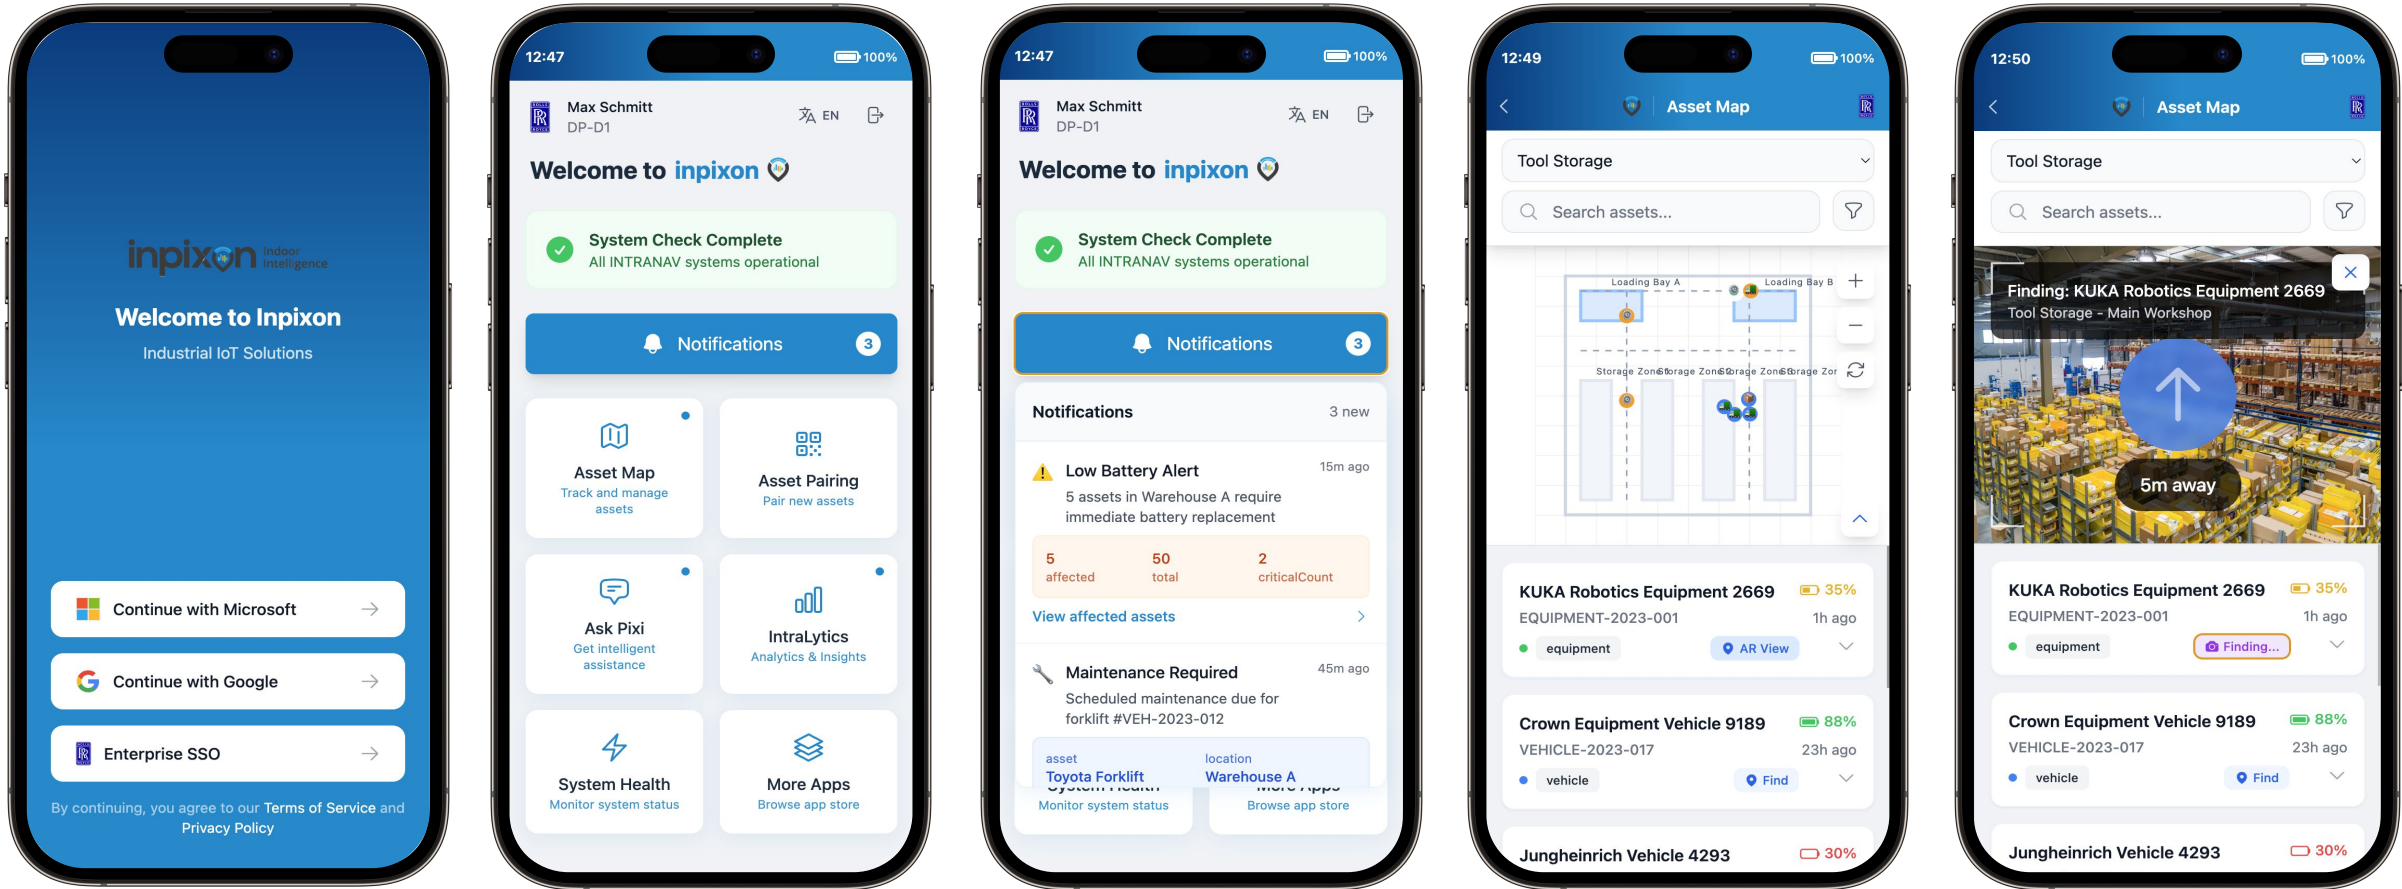 inpixon Indoor
Intelligence
Welcome to Inpixon
Industrial IoT Solutions
Continue with Microsoft
Continue with Google
Enterprise SSO
By continuing, you agree to our Terms of Service and
Privacy Policy
12:47
100%
Max Schmitt
DP-D1
EN
Welcome to inpixon
System Check Complete
All INTRANAV systems operational
Notifications
3
Asset Map
Track and manage
assets
Asset Pairing
Pair new assets
Ask Pixi
Get intelligent
assistance
IntraLytics
Analytics & Insights
System Health
Monitor system status
More Apps
Browse app store
12:47
100%
Max Schmitt
DP-D1
EN
Welcome to inpixon
System Check Complete
All INTRANAV systems operational
Notifications
3
Notifications
3 new
Low Battery Alert
15m ago
5 assets in Warehouse A require
immediate battery replacement
5
affected
50
total
2
criticalCount
View affected assets
Maintenance Required
45m ago
Scheduled maintenance due for
forklift #VEH-2023-012
asset
Toyota Forklift
location
Warehouse A
System Health
Monitor system status
More Apps
Browse app store
12:49
100%
Asset Map
Tool Storage
Search assets...
Loading Bay A
Loading Bay B
Storage Zone
Storage Zone
Storage Zone
Storage Zon
KUKA Robotics Equipment 2669
35%
EQUIPMENT-2023-001
1h ago
equipment
AR View
Crown Equipment Vehicle 9189
88%
VEHICLE-2023-017
23h ago
vehicle
Find
Jungheinrich Vehicle 4293
30%
12:50
100%
Asset Map
Tool Storage
Search assets...
Finding: KUKA Robotics Equipment 2669
Tool Storage - Main Workshop
5m away
KUKA Robotics Equipment 2669
35%
EQUIPMENT-2023-001
1h ago
equipment
Finding...
Crown Equipment Vehicle 9189
88%
VEHICLE-2023-017
23h ago
vehicle
Find
Jungheinrich Vehicle 4293
30%